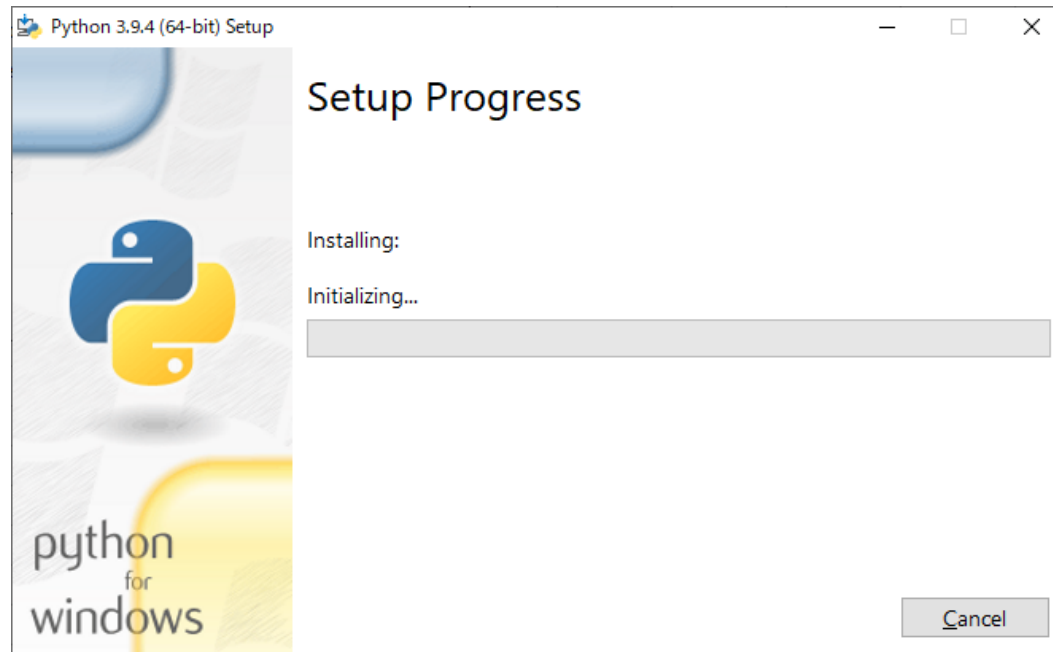 Python 3.9.4 (64-bit) Setup
Setup Progress
Installing:
Initializing...
python
for
windows
Cancel